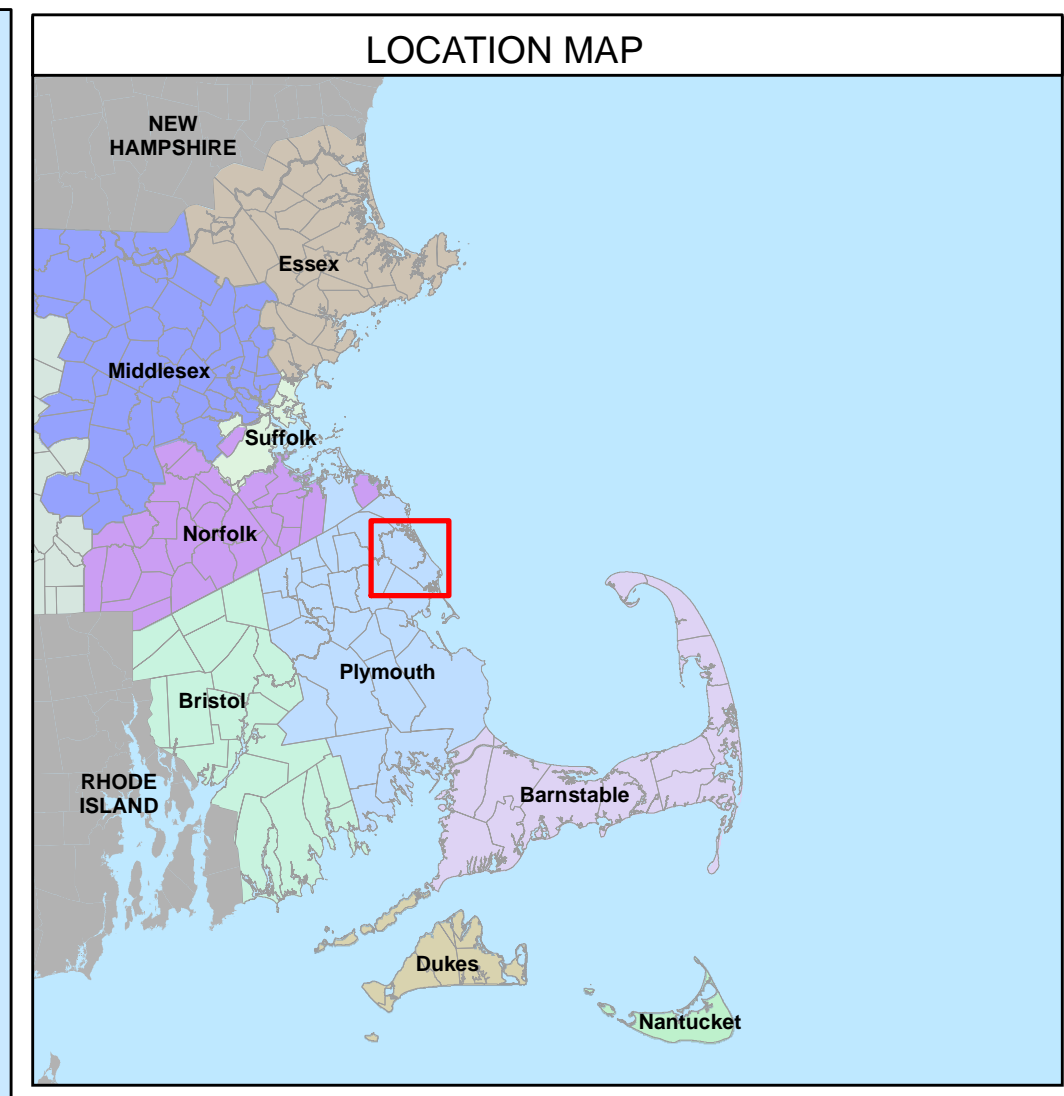 LOCATION MAP
NEW
HAMPSHIRE
Essex
Middlesex
Suffolk
Norfolk
Plymouth
Bristol
RHODE
ISLAND
Barnstable
Dukes
Nantucket